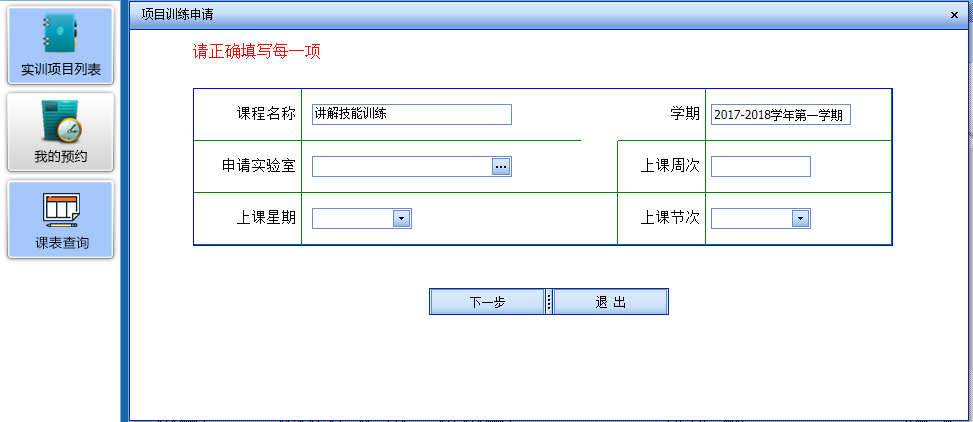 项目训练申请
实训项目列表
我的预约
课表查询
请正确填写每一项
课程名称 讲解技能训练 学期 2017-2018学年第一学期
申请实验室 ... 上课周次
上课星期 上课节次
下一步 退 出